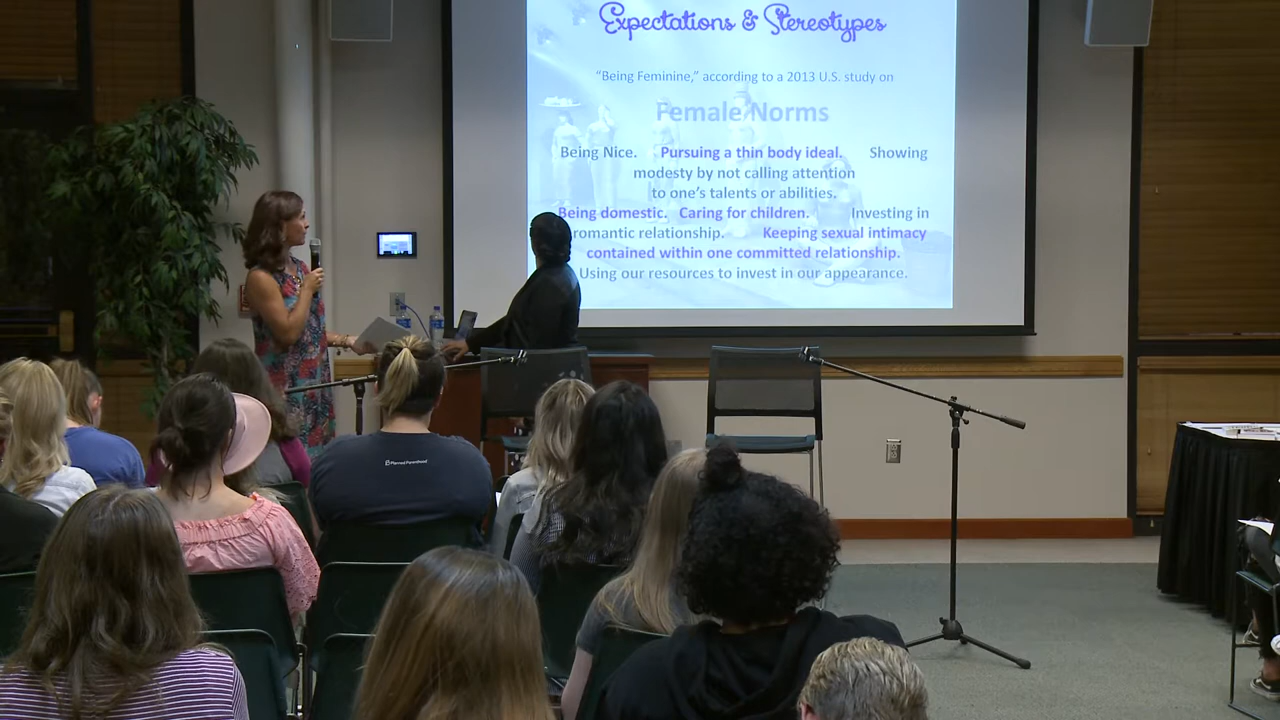 Expectations & Stereotypes
"Being Feminine," according to a 2013 U.S. study on
Female Norms
Being Nice. Pursuing a thin body ideal. Showing
modesty by not calling attention
to one's talents or abilities.
Being domestic. Caring for children. Investing in
romantic relationship. Keeping sexual intimacy
contained within one committed relationship.
Using our resources to invest in our appearance.
Planned Parenthood